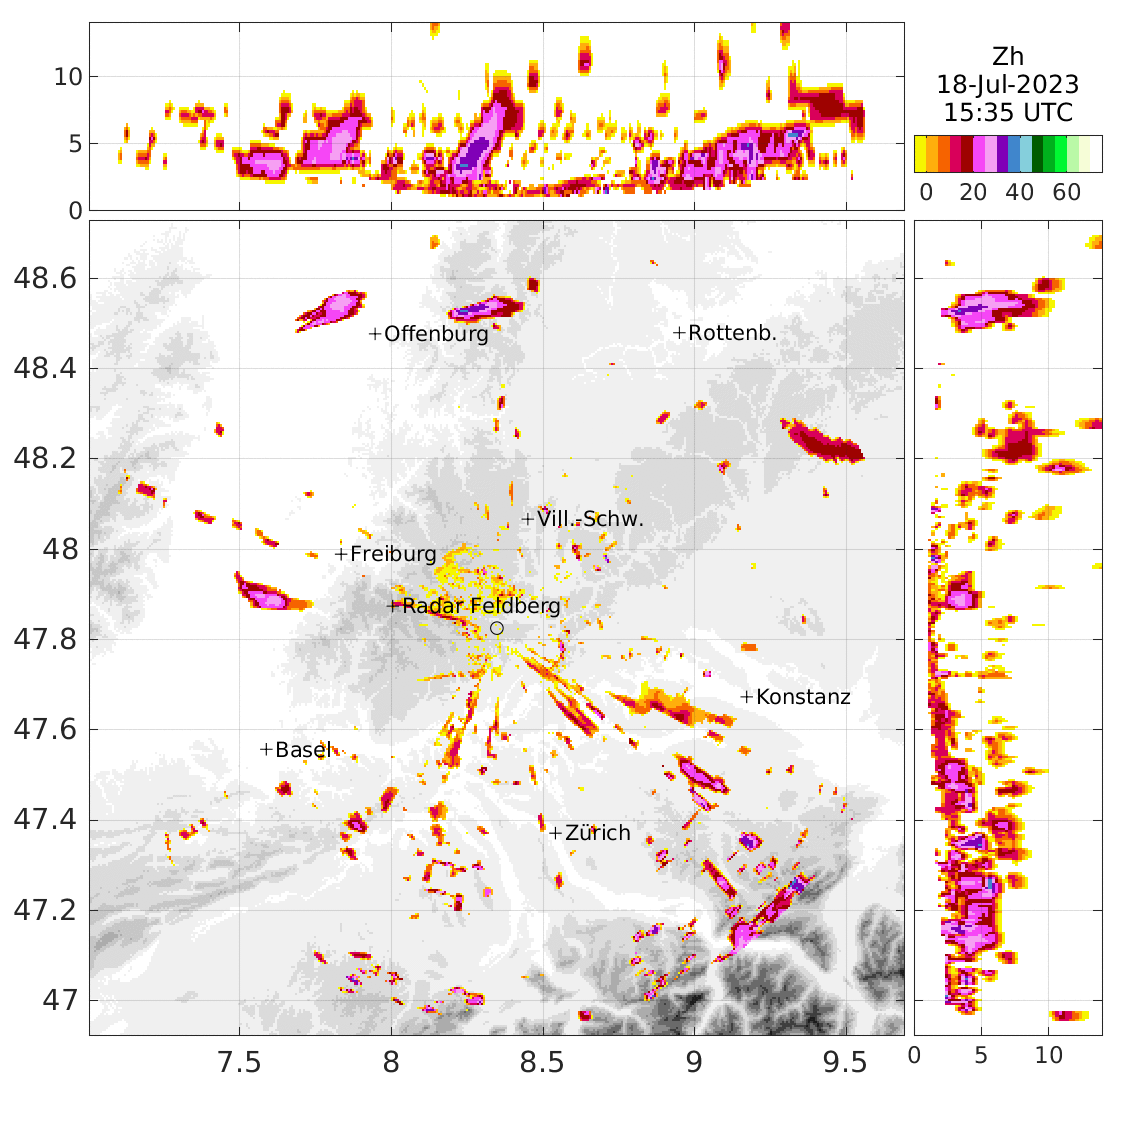 10
5
0
Zh
18-Jul-2023
15:35 UTC
0 20 40 60
48.6
48.4
48.2
48
47.8
47.6
47.4
47.2
47
+Offenburg
+Rottenb.
+Vill.-Schw.
+Freiburg
+Radar Feldberg
+Konstanz
+Basel
+Zürich
7.5 8 8.5 9 9.5
0 5 10